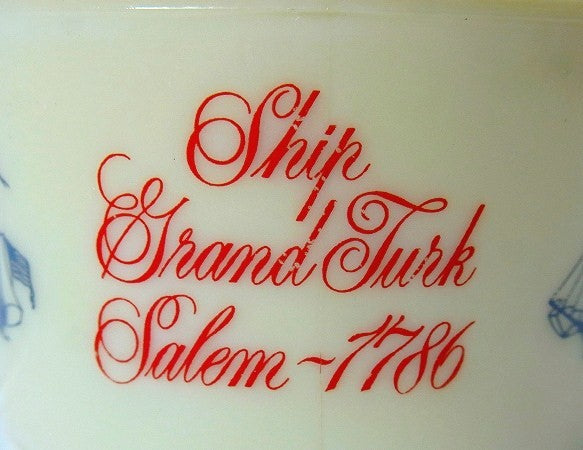 Ship
Grand Turk
Salem ~ 1786